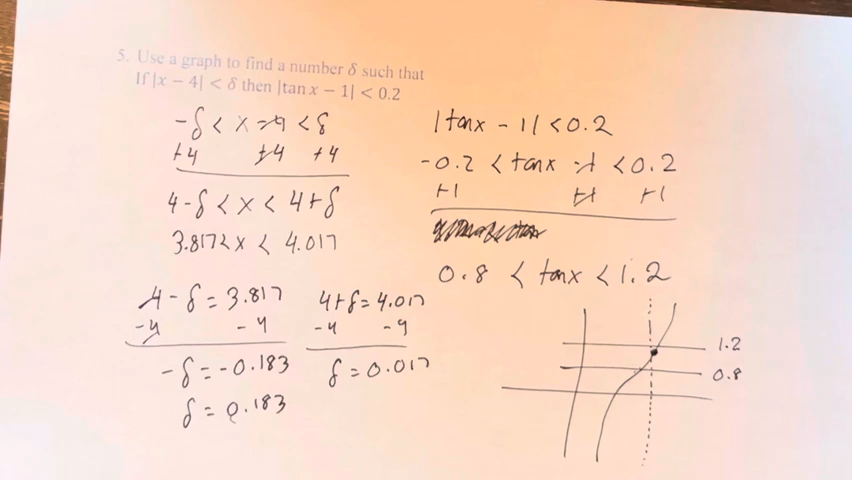 5. Use a graph to find a number δ such that
If |x − 4| < δ then |tan x − 1| < 0.2
-δ < x - 4 < δ
+4 +4 +4
4-δ < x < 4+δ
3.817 < x < 4.017
4-δ = 3.817
-4 -4
-δ = -0.183
δ = 0.183
4+δ = 4.017
-4 -4
δ = 0.017
|tanx - 1| < 0.2
-0.2 < tanx -1 < 0.2
+1 +1 +1
0.8 < tanx < 1.2
1.2
0.8